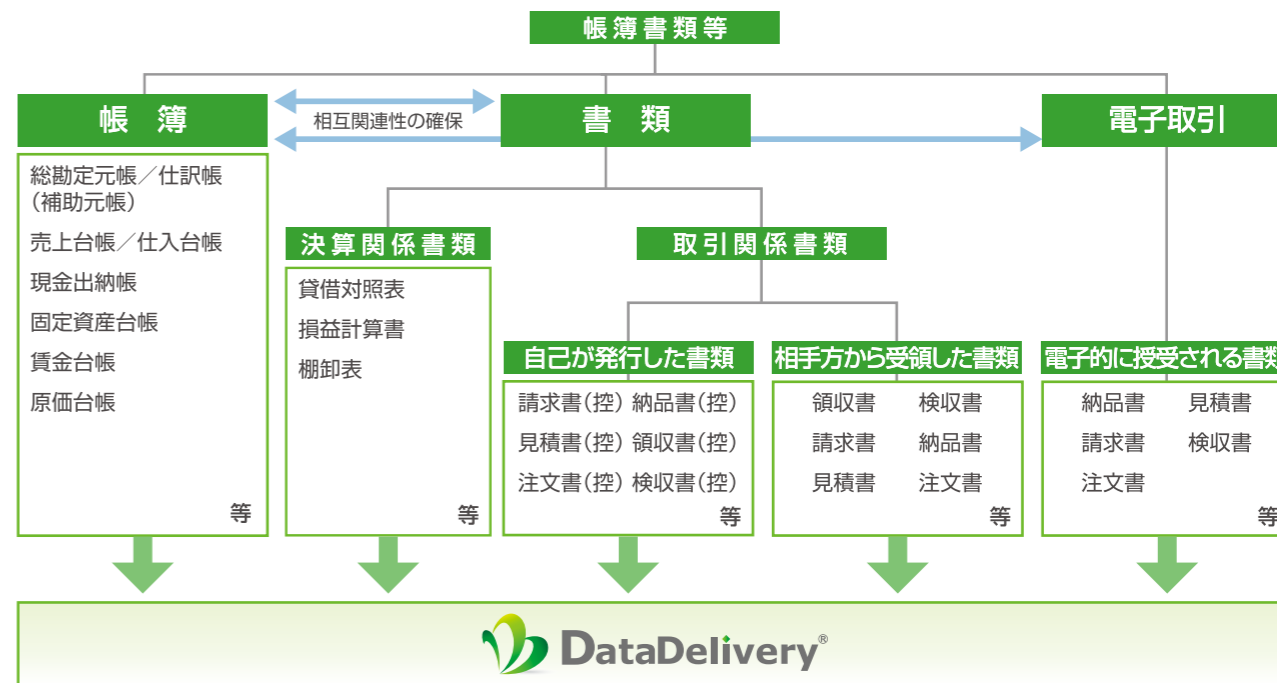 帳簿書類等
帳 簿
相互関連性の確保
書 類
電子取引
総勘定元帳／仕訳帳
（補助元帳）
売上台帳／仕入台帳
現金出納帳
固定資産台帳
賃金台帳
原価台帳
等
決算関係書類
貸借対照表
損益計算書
棚卸表
等
取引関係書類
自己が発行した書類
請求書（控） 納品書（控）
見積書（控） 領収書（控）
注文書（控） 検収書（控）
等
相手方から受領した書類
領収書 検収書
請求書 納品書
見積書 注文書
等
電子的に授受される書類
納品書 見積書
請求書 検収書
注文書
等
DataDelivery®